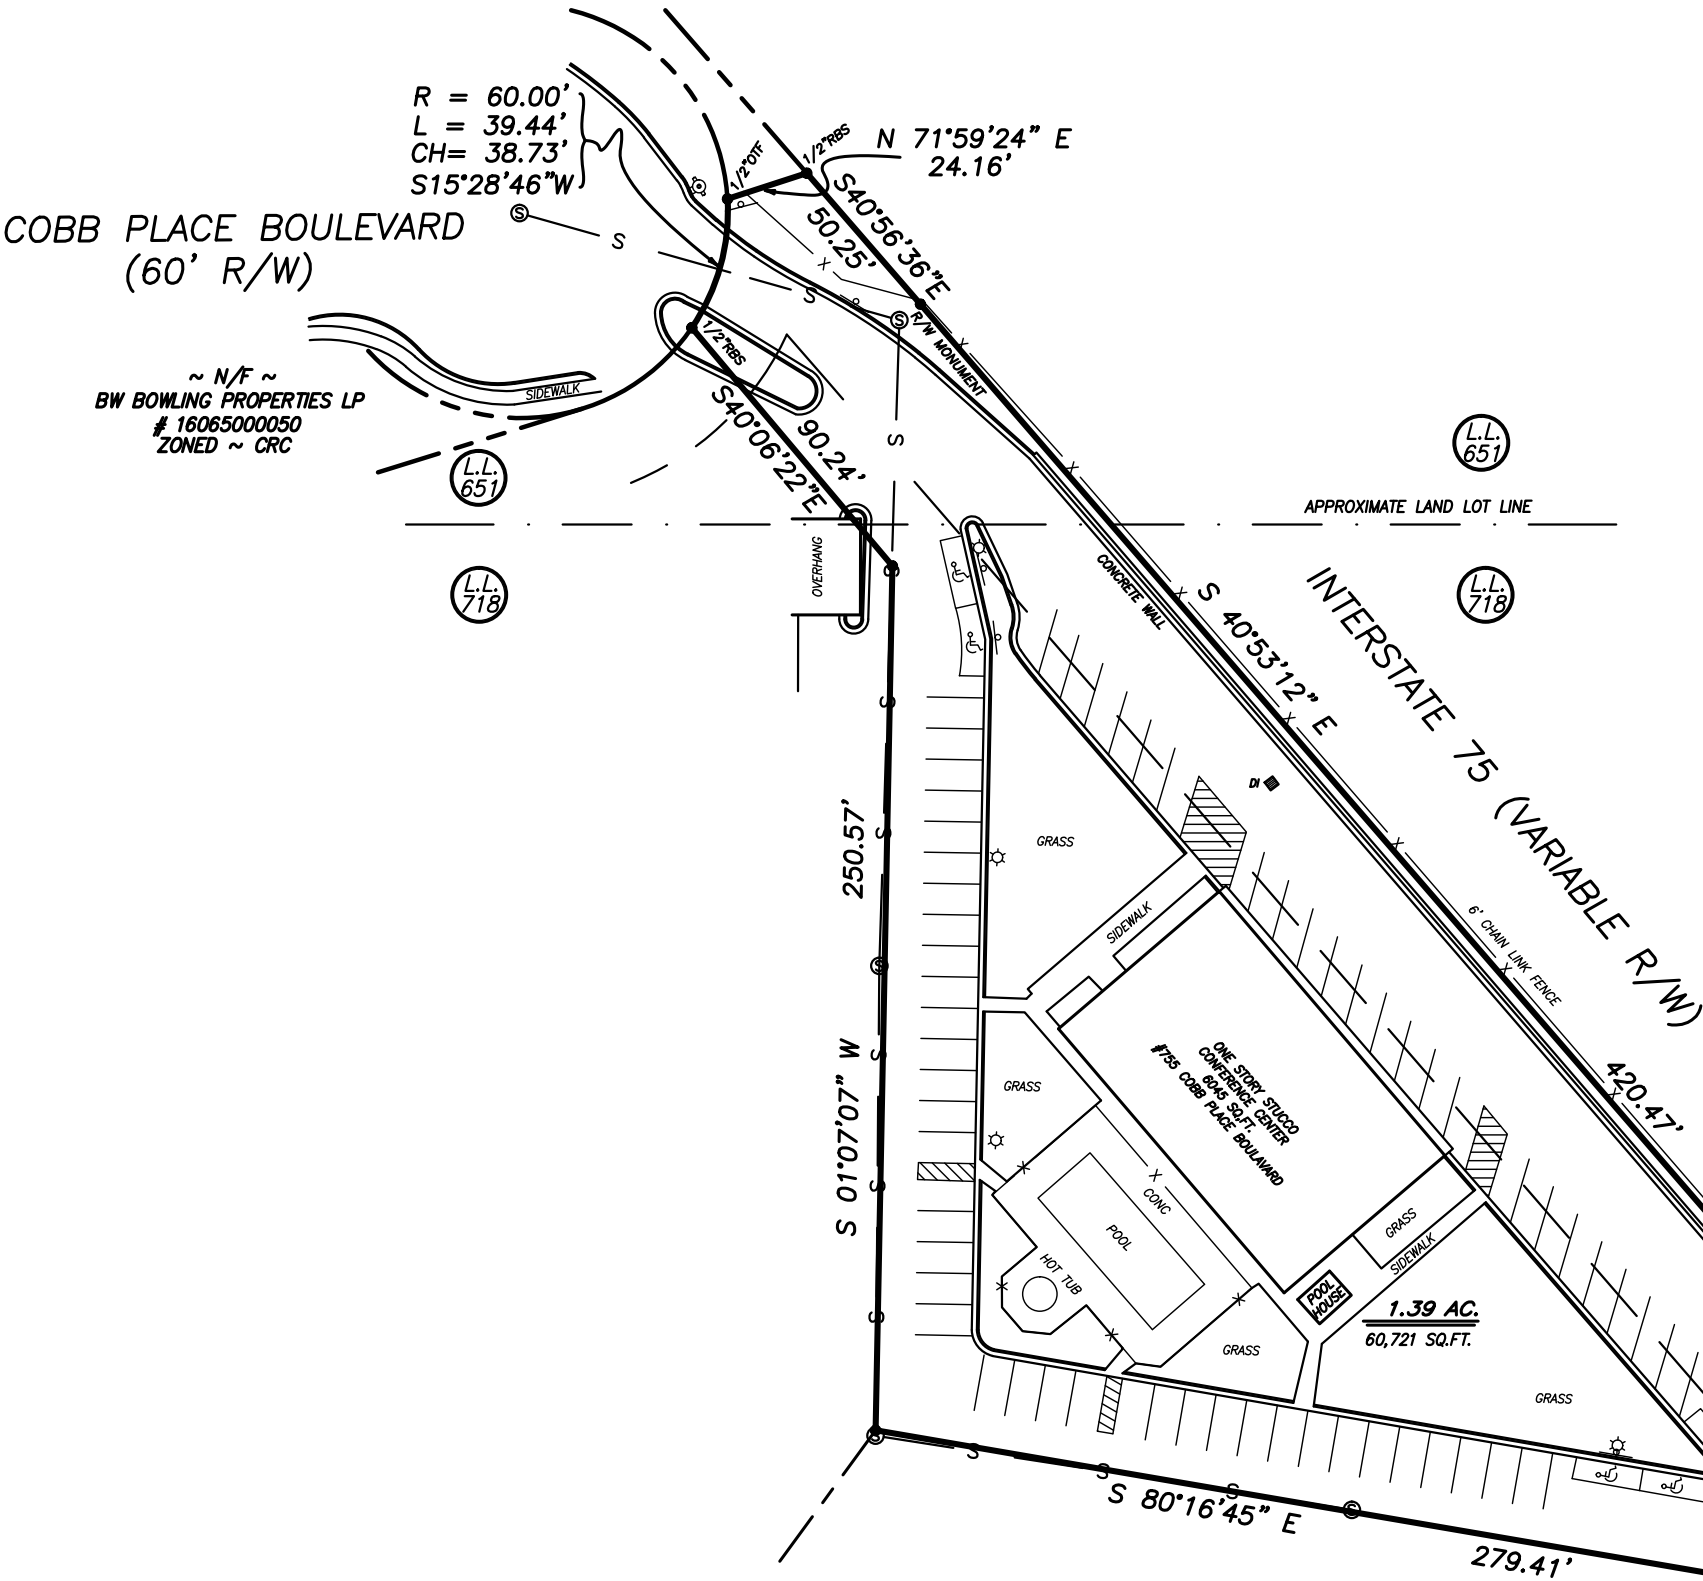 R = 60.00'
L = 39.44'
CH= 38.73'
S15°28'46"W
1/2"OTF
1/2"RBS
N 71°59'24" E
24.16'
S40°56'36"E
50.25'
COBB PLACE BOULEVARD
(60' R/W)
S
S
S
X
S
R/W MONUMENT
1/2"RBS
X
~ N/F ~
BW BOWLING PROPERTIES LP
# 16065000050
ZONED ~ CRC
SIDEWALK
S40°06'22"E
90.24'
S
X
L.L.
651
L.L.
651
APPROXIMATE LAND LOT LINE
L.L.
718
L.L.
718
OVERHANG
S
CONCRETE WALL
X
S 40°53'12" E
INTERSTATE 75 (VARIABLE R/W)
S
X
DI
250.57'
S
GRASS
X
SIDEWALK
6' CHAIN LINK FENCE
S
X
S 01°07'07" W
S
ONE STORY STUCCO
CONFERENCE CENTER
6045 SQ.FT.
#755 COBB PLACE BOULAVARD
GRASS
420.47'
X
X
X
S
CONC
POOL
GRASS
SIDEWALK
HOT TUB
X
X
POOL
HOUSE
S
1.39 AC.
60,721 SQ.FT.
X
GRASS
GRASS
S
S
S
S
S
S 80°16'45" E
279.41'